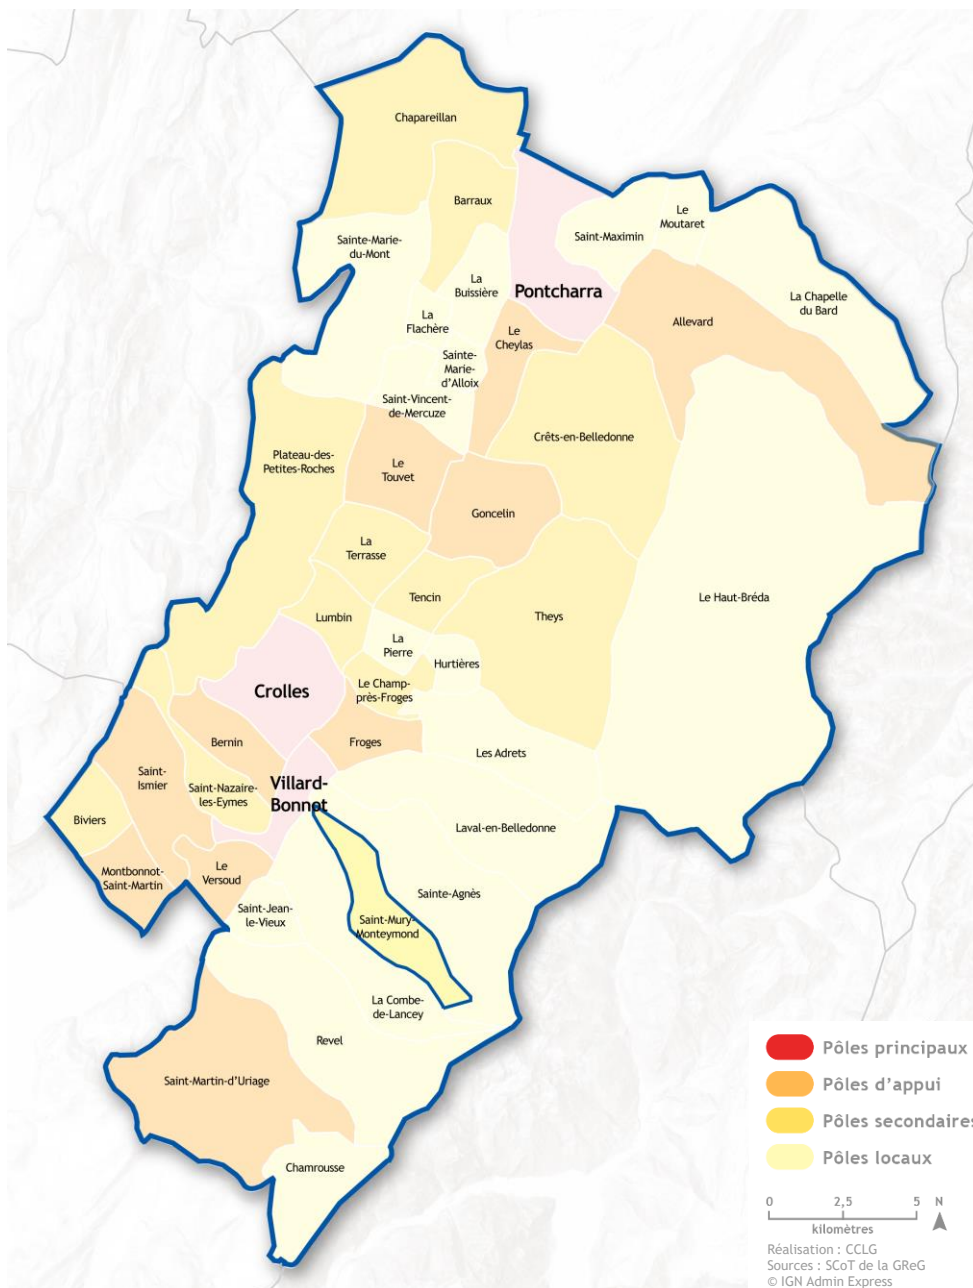 Chapareillan
Barraux
Le
Moutaret
Saint-Maximin
Sainte-Marie-
du-Mont
La
Buissière
Pontcharra
La Chapelle
du Bard
La
Flachère
Le
Cheylas
Allevard
Sainte-
Marie-
d'Alloix
Saint-Vincent-
de-Mercuze
Crêts-en-Belledonne
Plateau-des-
Petites-Roches
Le
Touvet
Goncelin
La
Terrasse
Tencin
Le Haut-Bréda
Lumbin
Theys
La
Pierre
Hurtières
Crolles
Le Champ-
près-Froges
Bernin
Froges
Les Adrets
Saint-
Ismier
Saint-Nazaire-
les-Eymes
Villard-
Bonnot
Biviers
Laval-en-Belledonne
Montbonnot-
Saint-Martin
Le
Versoud
Sainte-Agnès
Saint-Jean-
le-Vieux
Saint-Mury-
Monteymond
La Combe-
de-Lancey
Revel
Saint-Martin-d'Uriage
Chamrousse
Pôles principaux
Pôles d'appui
Pôles secondaires
Pôles locaux
0 2,5 5 N
kilomètres
Réalisation : CCLG
Sources : SCoT de la GReG
© IGN Admin Express